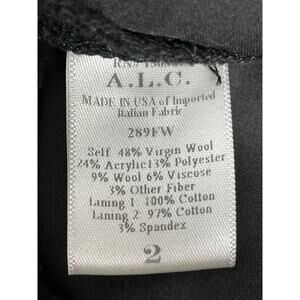 RN#
A.L.C.
MADE IN USA of Imported
Italian Fabric
289FW
Self 48% Virgin Wool
24% Acrylic 13% Polyester
9% Wool 6% Viscose
3% Other Fiber
Lining 1: 100% Cotton
Lining 2: 97% Cotton
3% Spandex
2